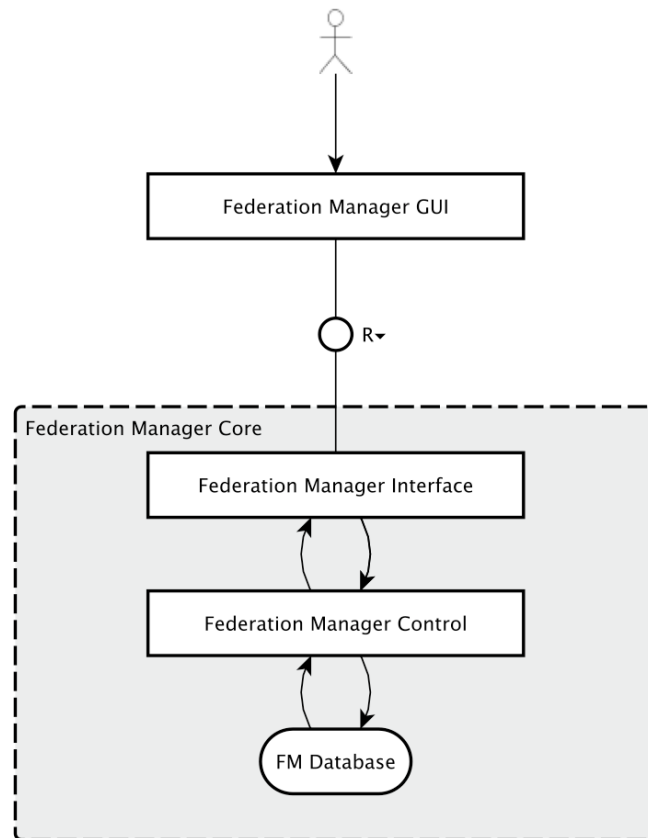 Federation Manager GUI
R
Federation Manager Core
Federation Manager Interface
Federation Manager Control
FM Database